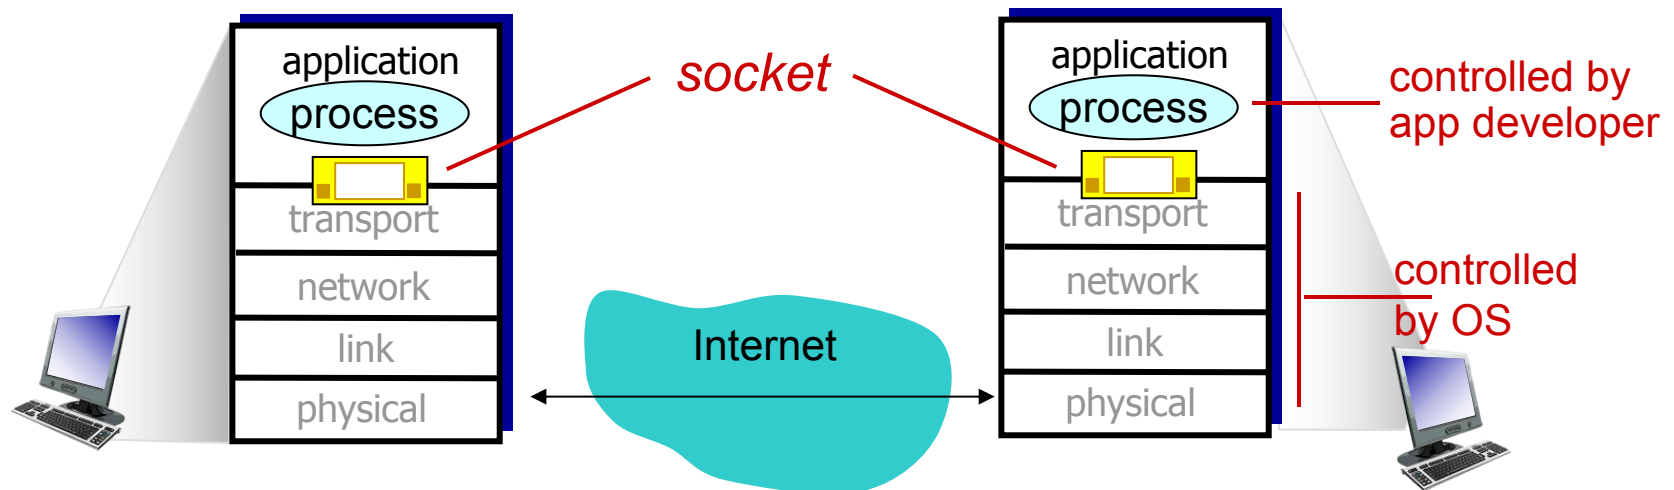 application
process
transport
network
link
physical
socket
Internet
application
process
transport
network
link
physical
controlled by
app developer
controlled
by OS